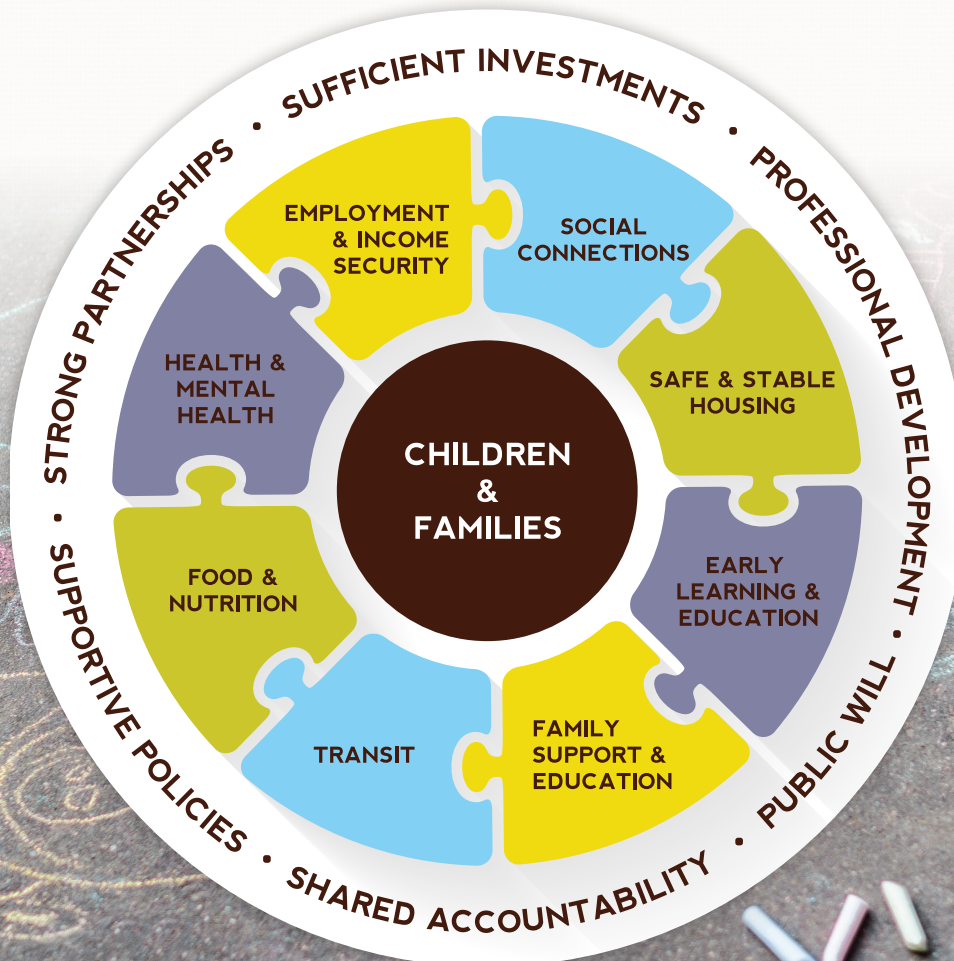 SUFFICIENT INVESTMENTS • PROFESSIONAL DEVELOPMENT • PUBLIC WILL • SHARED ACCOUNTABILITY • SUPPORTIVE POLICIES • STRONG PARTNERSHIPS •
EMPLOYMENT
& INCOME
SECURITY
SOCIAL
CONNECTIONS
SAFE & STABLE
HOUSING
EARLY
LEARNING &
EDUCATION
FAMILY
SUPPORT &
EDUCATION
TRANSIT
FOOD &
NUTRITION
HEALTH &
MENTAL
HEALTH
CHILDREN
&
FAMILIES